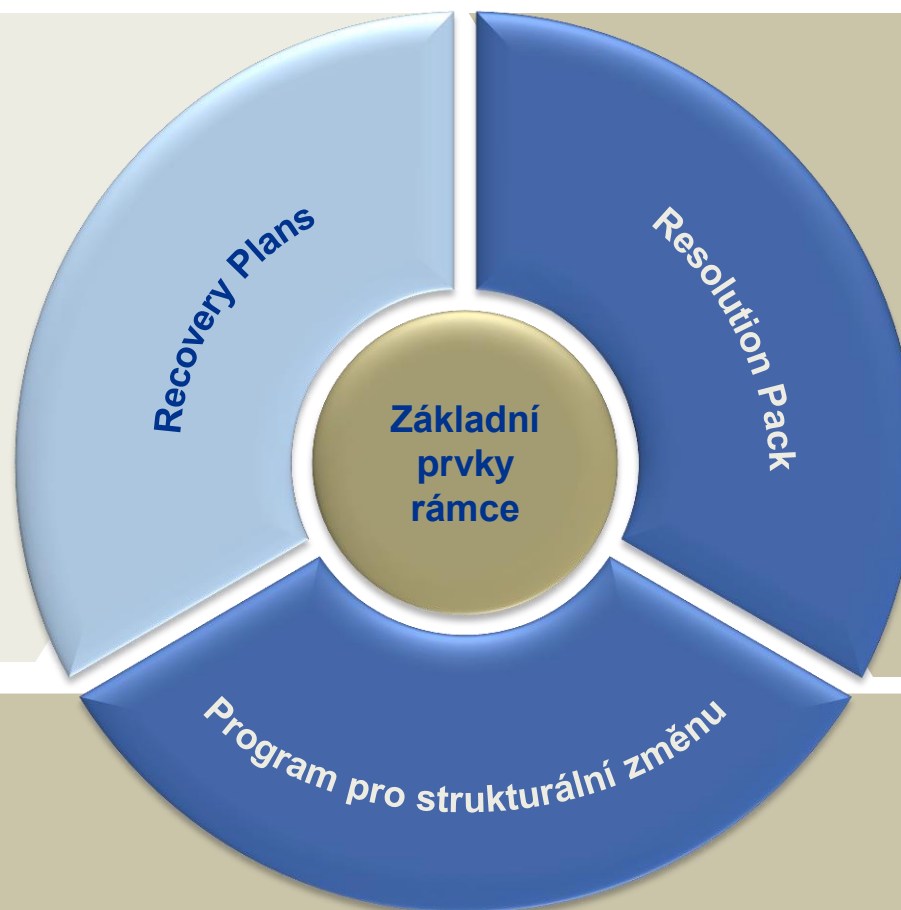 Recovery Plans
Resolution Pack
Základní
prvky
rámce
Program pro strukturální změnu